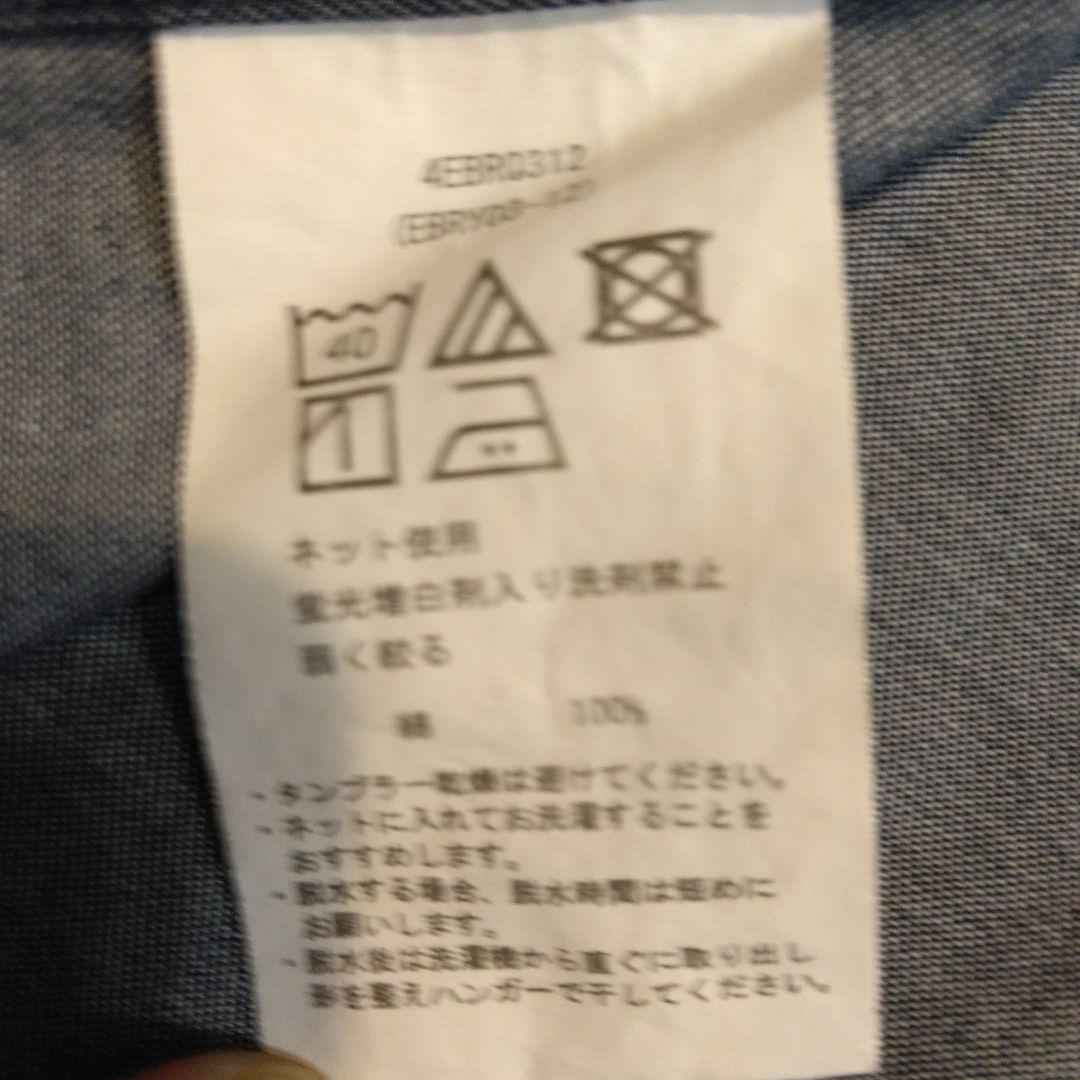 4EBR0312
40
ネット使用
蛍光増白剤入り洗剤禁止
弱く絞る
綿 100%
・タンブラー乾燥は避けてください。
・ネットに入れてお洗濯することを
おすすめします。
・脱水する場合、脱水時間は短めに
お願いします。
・脱水後は洗濯機から直ぐに取り出し
形を整えハンガーで干してください。